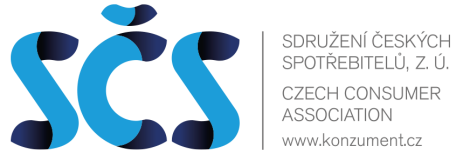 SČS
SDRUŽENÍ ČESKÝCH
SPOTŘEBITELŮ, Z. Ú.
CZECH CONSUMER
ASSOCIATION
www.konzument.cz